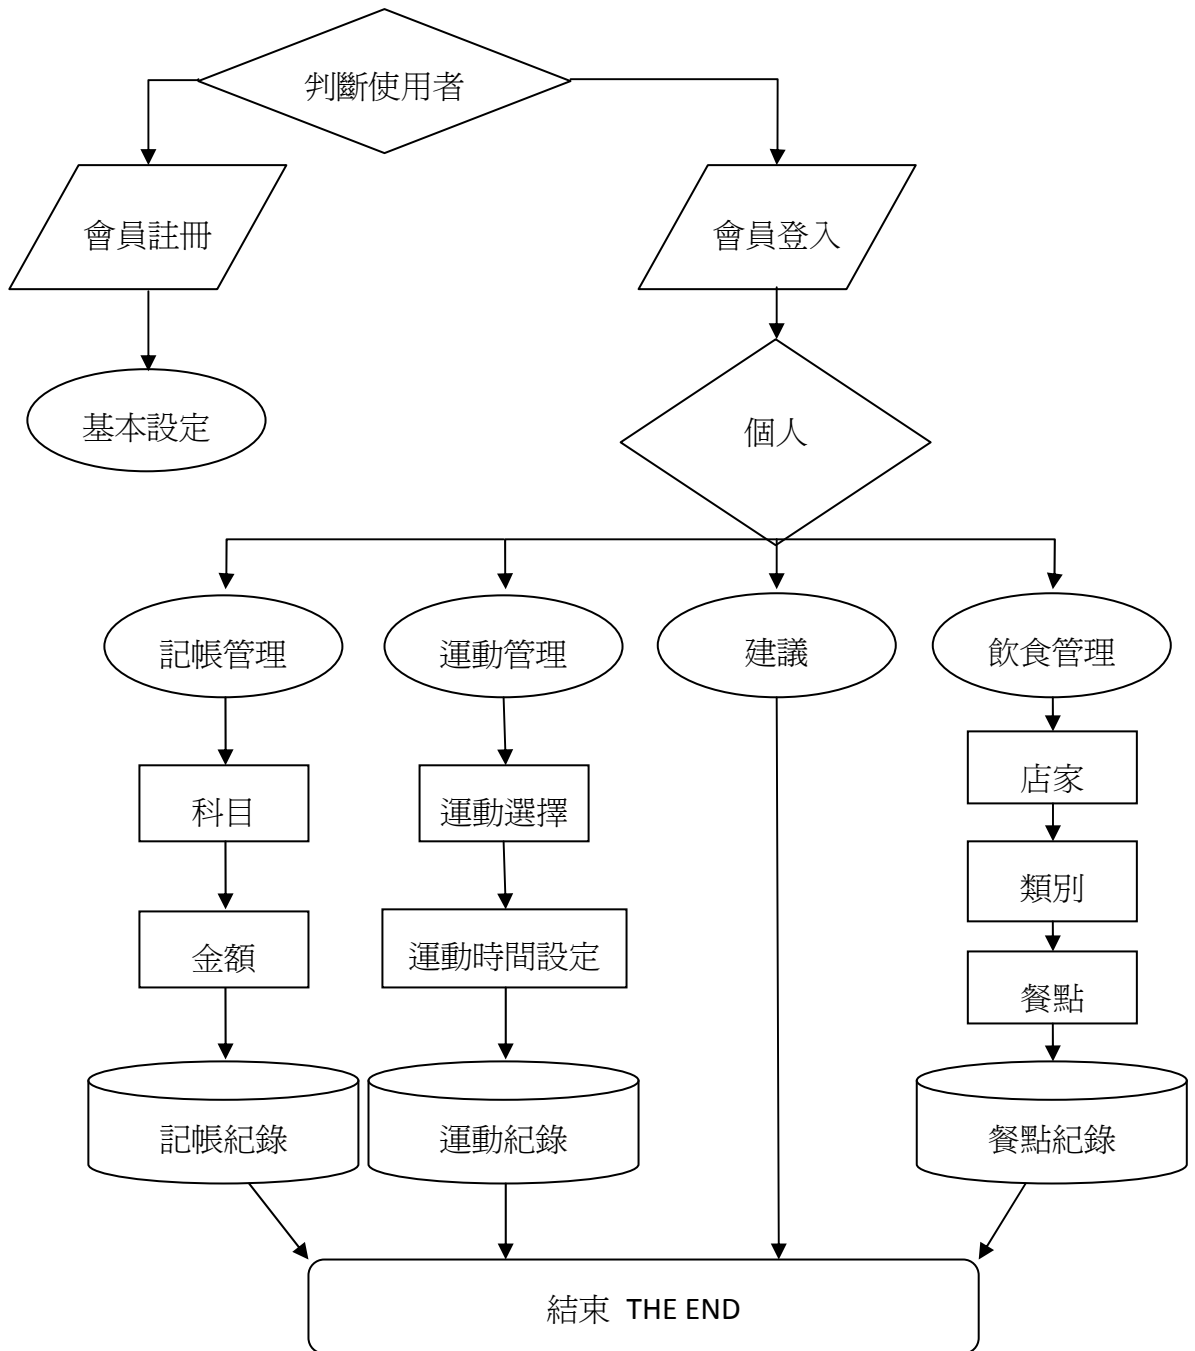 判斷使用者
會員註冊
會員登入
基本設定
個人
記帳管理
運動管理
建議
飲食管理
店家
科目
運動選擇
類別
金額
運動時間設定
餐點
記帳紀錄
運動紀錄
餐點紀錄
結束 THE END